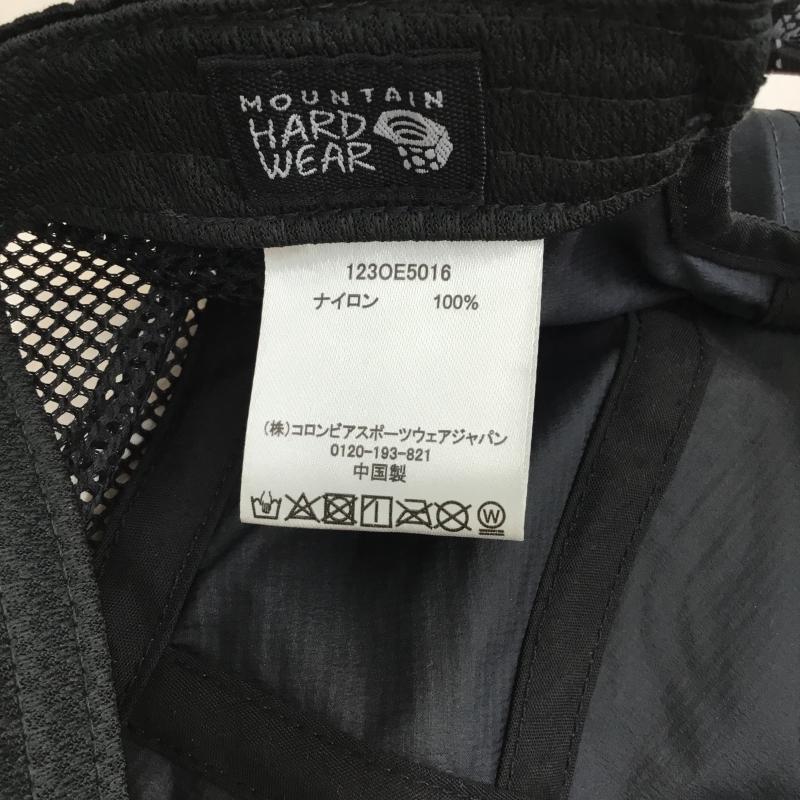 MOUNTAIN
HARD
WEAR
123OE5016
ナイロン 100%
(株)コロンビアスポーツウェアジャパン
0120-193-821
中国製
W